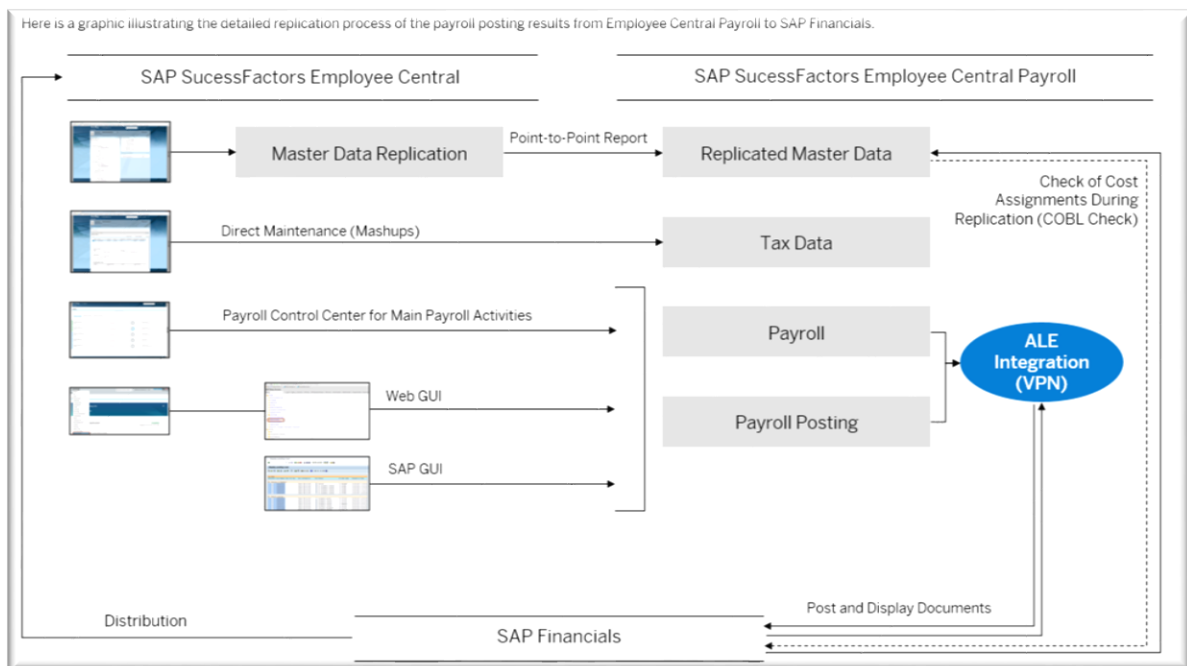 Here is a graphic illustrating the detailed replication process of the payroll posting results from Employee Central Payroll to SAP Financials.
SAP SucessFactors Employee Central
SAP SucessFactors Employee Central Payroll
Master Data Replication
Point-to-Point Report
Replicated Master Data
Check of Cost
Assignments During
Replication (COBL Check)
Direct Maintenance (Mashups)
Tax Data
Payroll Control Center for Main Payroll Activities
Payroll
ALE
Integration
(VPN)
Web GUI
Payroll Posting
SAP GUI
Post and Display Documents
Distribution
SAP Financials